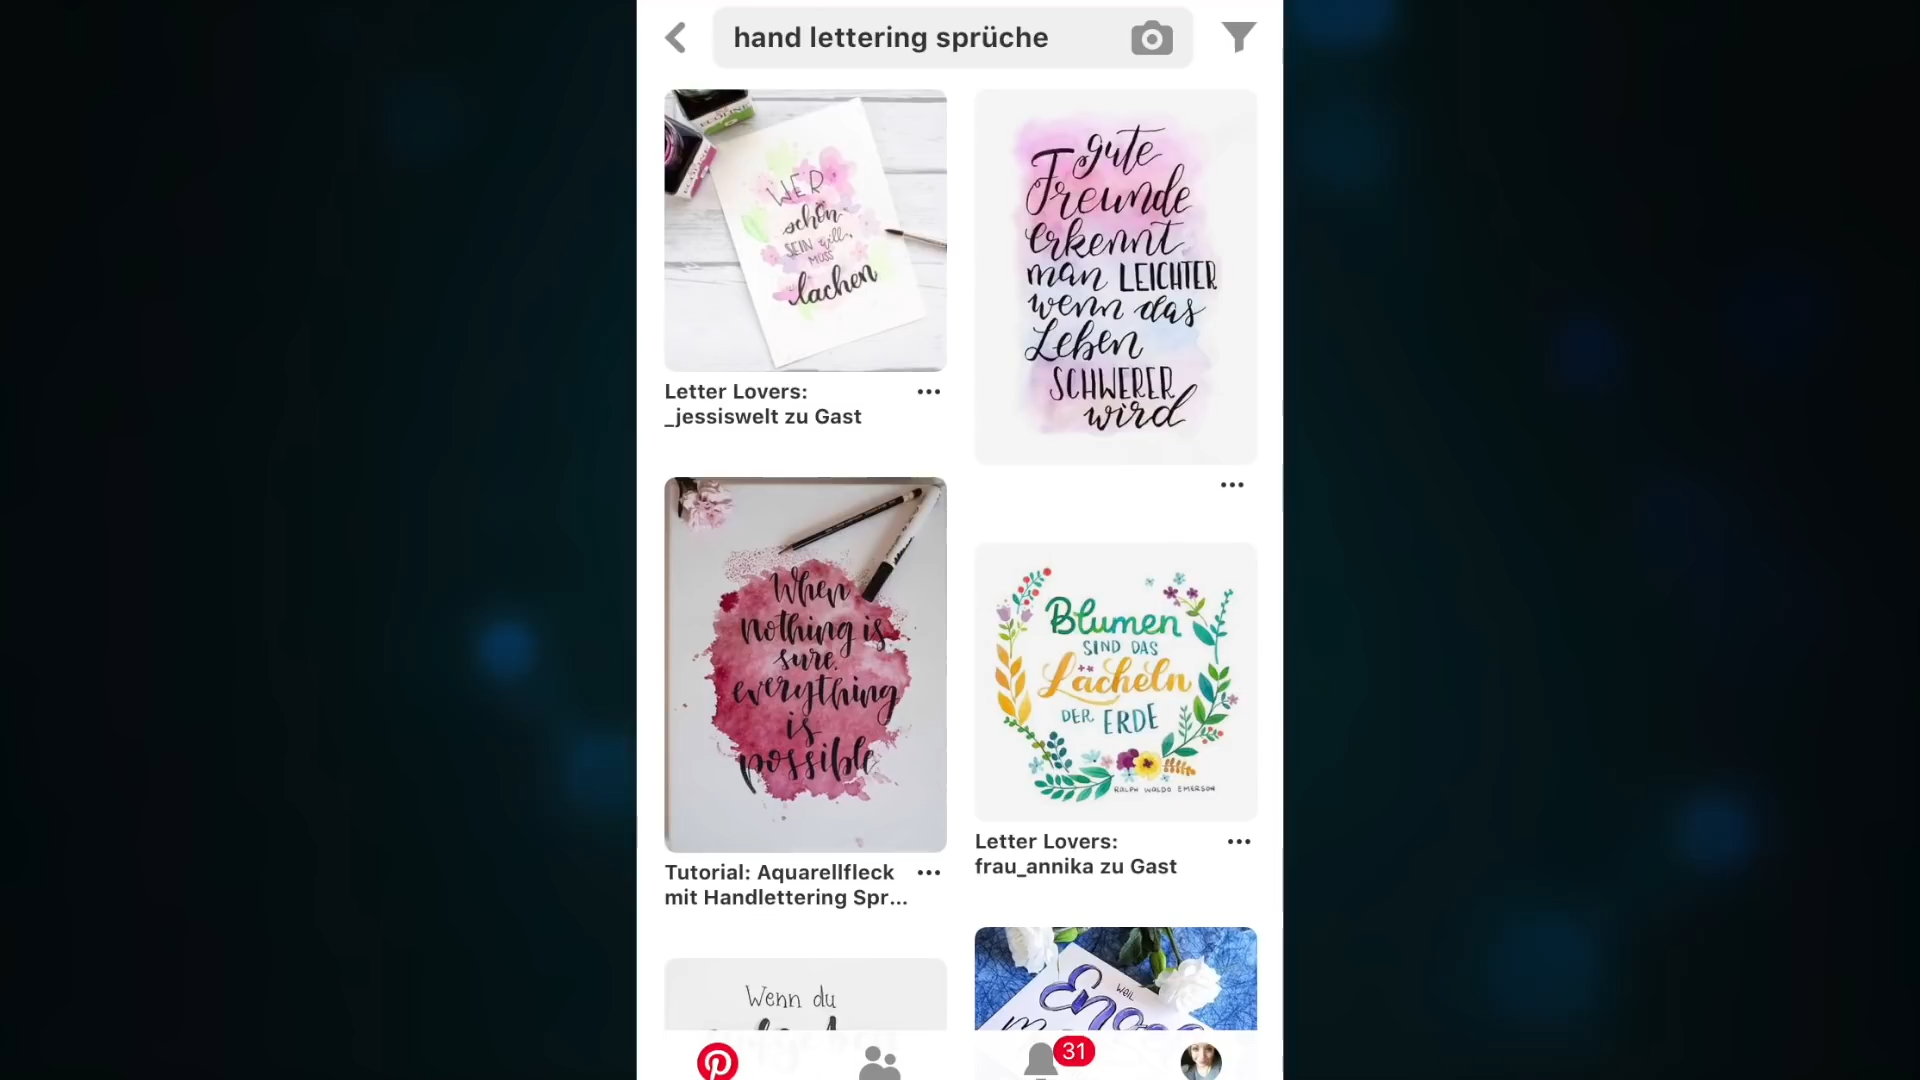 hand lettering sprüche
ECOLINE
WER
schön
SEIN will,
MUSS
lachen
Letter Lovers:
_jessiswelt zu Gast
gute
Freunde
erkennt
man LEICHTER
wenn das
Leben
SCHWERER
wird
When
nothing is
sure.
everything
is
possible
Tutorial: Aquarellfleck
mit Handlettering Spr...
Blumen
SIND DAS
Lächeln
DER ERDE
RALPH WALDO EMERSON
Letter Lovers:
frau_annika zu Gast
Wenn du
WEIL
31